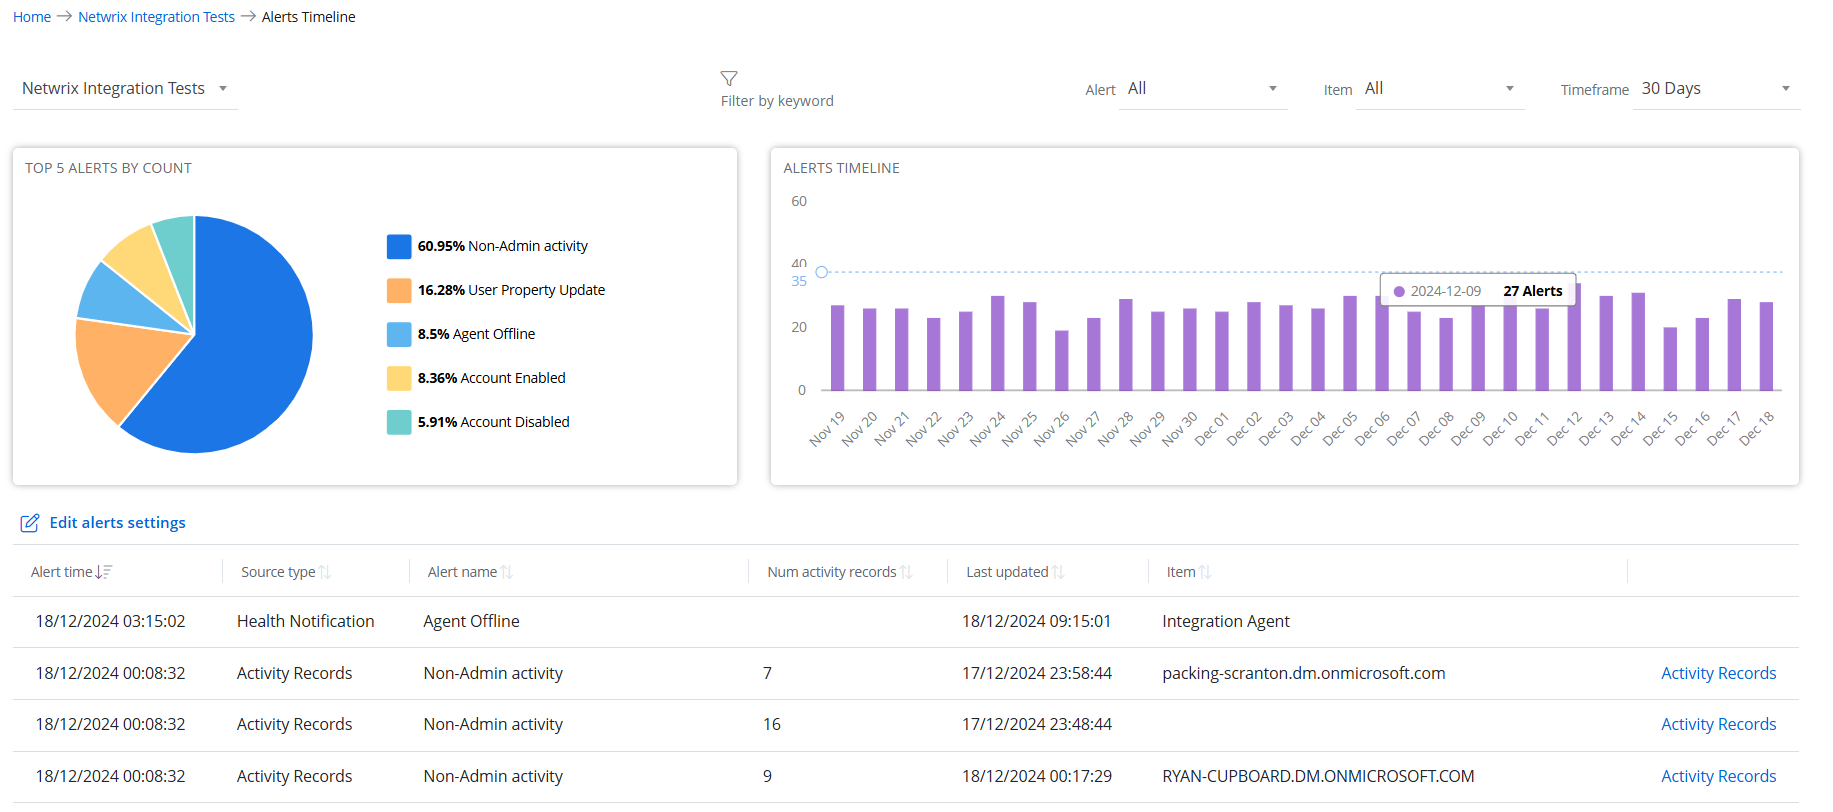 Home → Netwrix Integration Tests → Alerts Timeline
Netwrix Integration Tests
Filter by keyword
Alert All
Item All
Timeframe 30 Days
TOP 5 ALERTS BY COUNT
60.95% Non-Admin activity
16.28% User Property Update
8.5% Agent Offline
8.36% Account Enabled
5.91% Account Disabled
ALERTS TIMELINE
60
40
35
20
0
2024-12-09 27 Alerts
Nov 19 Nov 20 Nov 21 Nov 22 Nov 23 Nov 24 Nov 25 Nov 26 Nov 27 Nov 28 Nov 29 Nov 30 Dec 01 Dec 02 Dec 03 Dec 04 Dec 05 Dec 06 Dec 07 Dec 08 Dec 09 Dec 10 Dec 11 Dec 12 Dec 13 Dec 14 Dec 15 Dec 16 Dec 17 Dec 18
Edit alerts settings
Alert time Source type Alert name Num activity records Last updated Item
18/12/2024 03:15:02 Health Notification Agent Offline 18/12/2024 09:15:01 Integration Agent
18/12/2024 00:08:32 Activity Records Non-Admin activity 7 17/12/2024 23:58:44 packing-scranton.dm.onmicrosoft.com Activity Records
18/12/2024 00:08:32 Activity Records Non-Admin activity 16 17/12/2024 23:48:44 Activity Records
18/12/2024 00:08:32 Activity Records Non-Admin activity 9 18/12/2024 00:17:29 RYAN-CUPBOARD.DM.ONMICROSOFT.COM Activity Records